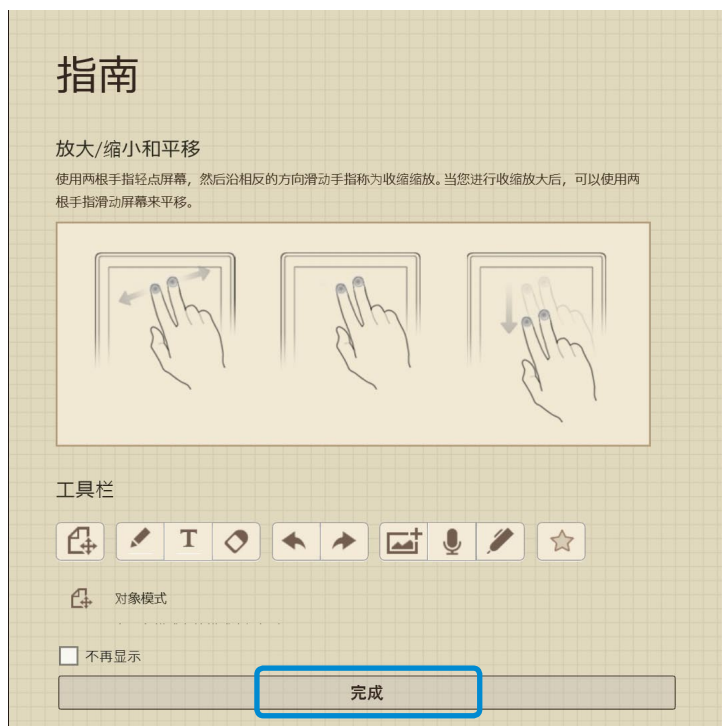 指南
放大/缩小和平移
使用两根手指轻点屏幕，然后沿相反的方向滑动手指称为收缩缩放。当您进行收缩放大后，可以使用两
根手指滑动屏幕来平移。
工具栏
T
对象模式
不再显示
完成